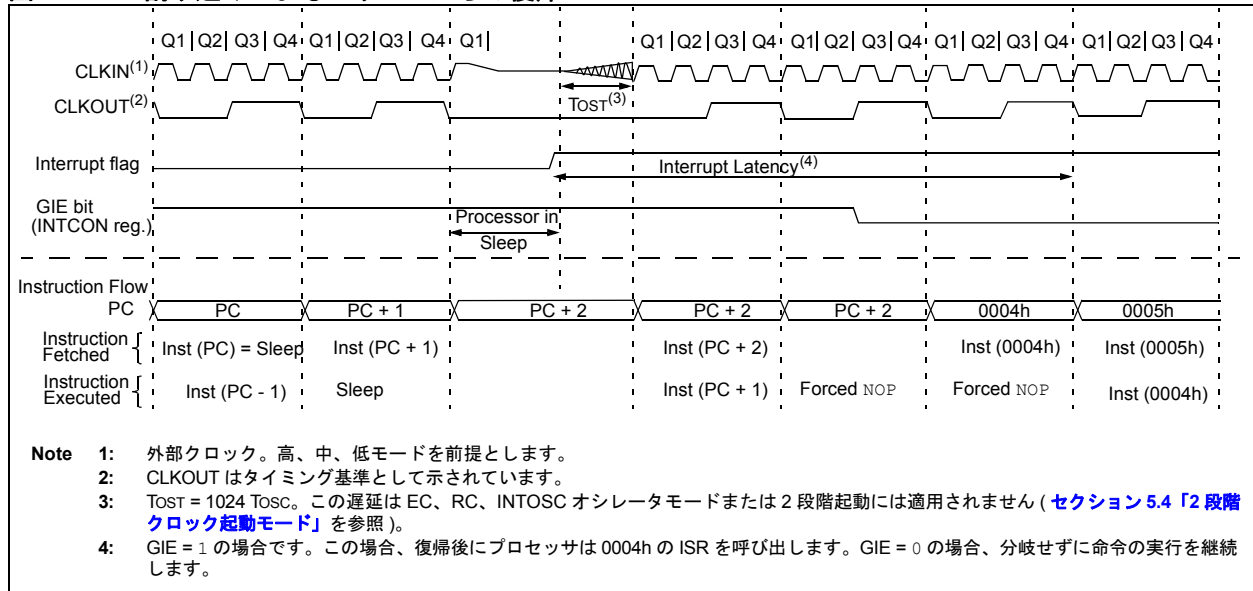 Q1 Q2 Q3 Q4 Q1 Q2 Q3 Q4 Q1 Q1 Q2 Q3 Q4 Q1 Q2 Q3 Q4 Q1 Q2 Q3 Q4 Q1 Q2 Q3 Q4
CLKIN(1)
CLKOUT(2)
TOST(3)
Interrupt flag
Interrupt Latency(4)
GIE bit
(INTCON reg.)
Processor in
Sleep
Instruction Flow
PC PC PC + 1 PC + 2 PC + 2 PC + 2 0004h 0005h
Instruction
Fetched
Inst (PC) = Sleep Inst (PC + 1) Inst (PC + 2) Inst (0004h) Inst (0005h)
Instruction
Executed
Inst (PC - 1) Sleep Inst (PC + 1) Forced NOP Forced NOP Inst (0004h)
Note 1: 外部クロック。高、中、低モードを前提とします。
2: CLKOUT はタイミング基準として示されています。
3: TOST = 1024 TOSC。この遅延は EC、RC、INTOSC オシレータモードまたは 2 段階起動には適用されません ( セクション 5.4「2 段階
クロック起動モード」を参照 )。
4: GIE = 1 の場合です。この場合、復帰後にプロセッサは 0004h の ISR を呼び出します。GIE = 0 の場合、分岐せずに命令の実行を継続
します。